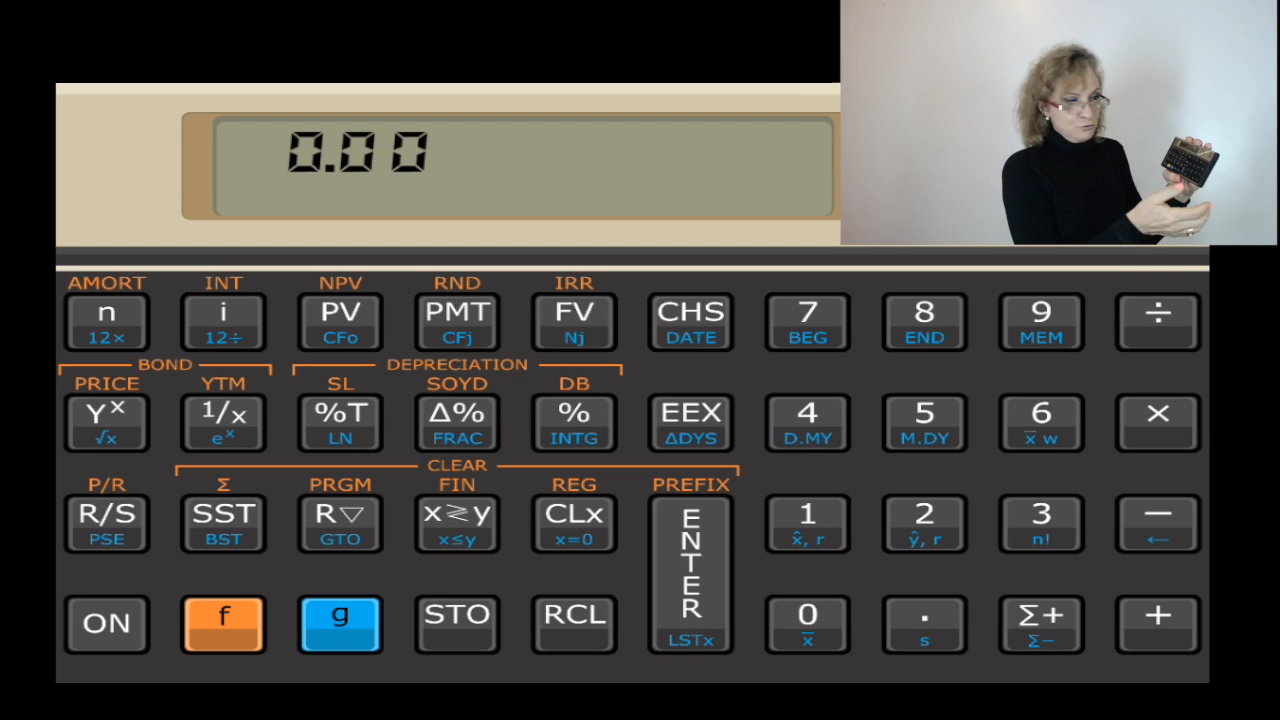 0.00
AMORT INT NPV RND IRR
n i PV PMT FV CHS 7 8 9 ÷
12× 12÷ CFo CFj Nj DATE BEG END MEM
BOND DEPRECIATION
PRICE YTM SL SOYD DB
Yˣ 1/x %T Δ% % EEX 4 5 6 ×
√x eˣ LN FRAC INTG ΔDYS D.MY M.DY x̄ w
CLEAR
P/R Σ PRGM FIN REG PREFIX
R/S SST R▽ x≷y CLx ENTER 1 2 3 −
PSE BST GTO x≤y x=0 x̂, r ŷ, r n! ←
ON f g STO RCL 0 . Σ+ +
LSTx x̄ s Σ−